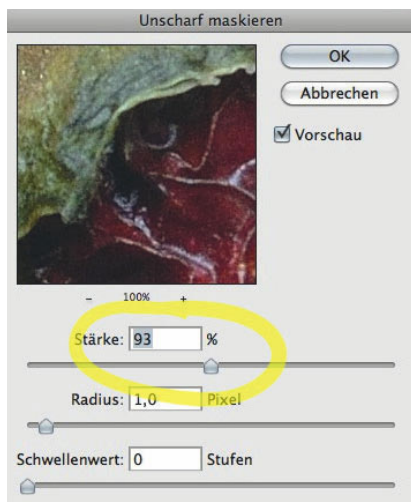 Unscharf maskieren
OK
Abbrechen
Vorschau
- 100% +
Stärke: 93 %
Radius: 1,0 Pixel
Schwellenwert: 0 Stufen